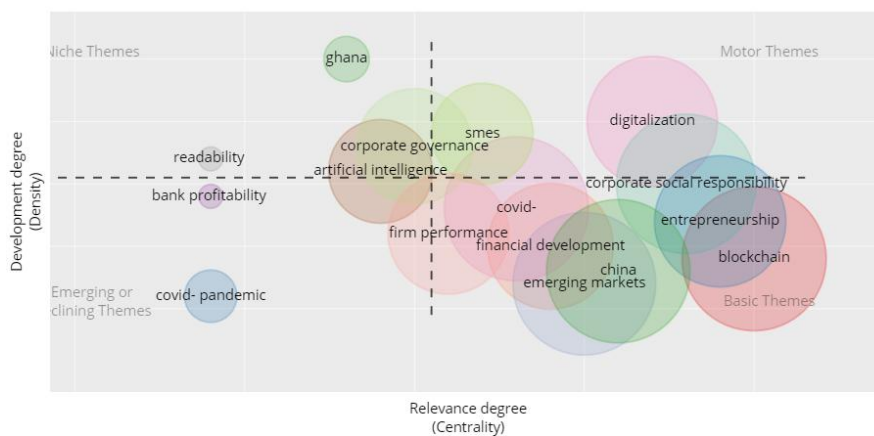 Niche Themes
Motor Themes
ghana
digitalization
smes
corporate governance
readability
artificial intelligence
corporate social responsibility
bank profitability
covid-
entrepreneurship
firm performance
financial development
blockchain
china
emerging markets
covid- pandemic
Emerging or
clining Themes
Basic Themes
Development degree
(Density)
Relevance degree
(Centrality)